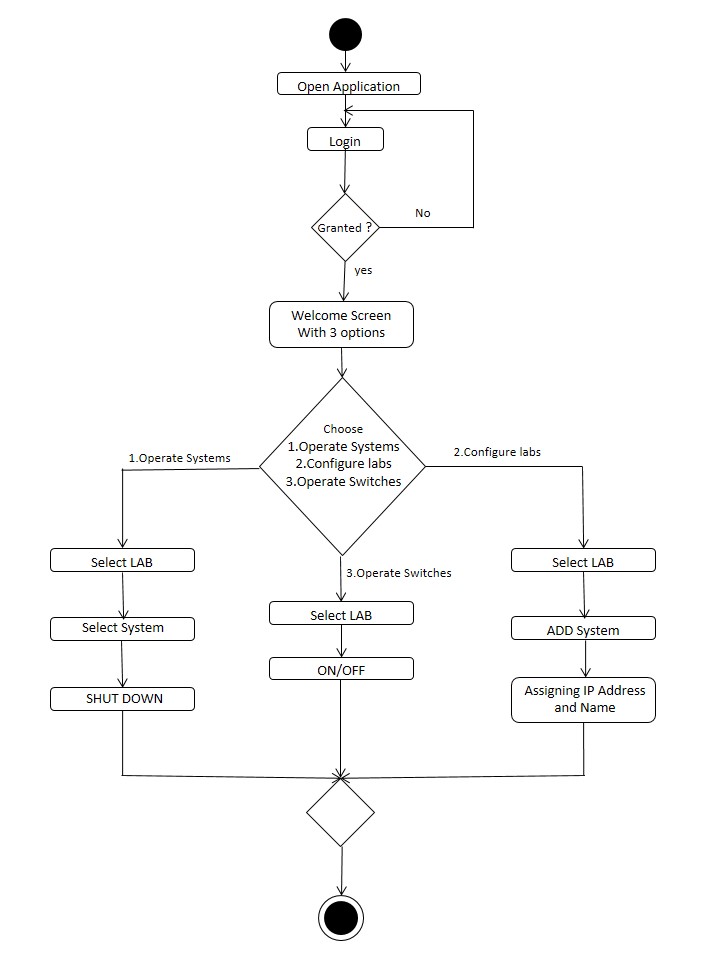 Open Application
Login
No
Granted ?
yes
Welcome Screen
With 3 options
Choose
1.Operate Systems
2.Configure labs
3.Operate Switches
1.Operate Systems
2.Configure labs
3.Operate Switches
Select LAB
Select System
SHUT DOWN
Select LAB
ON/OFF
Select LAB
ADD System
Assigning IP Address
and Name